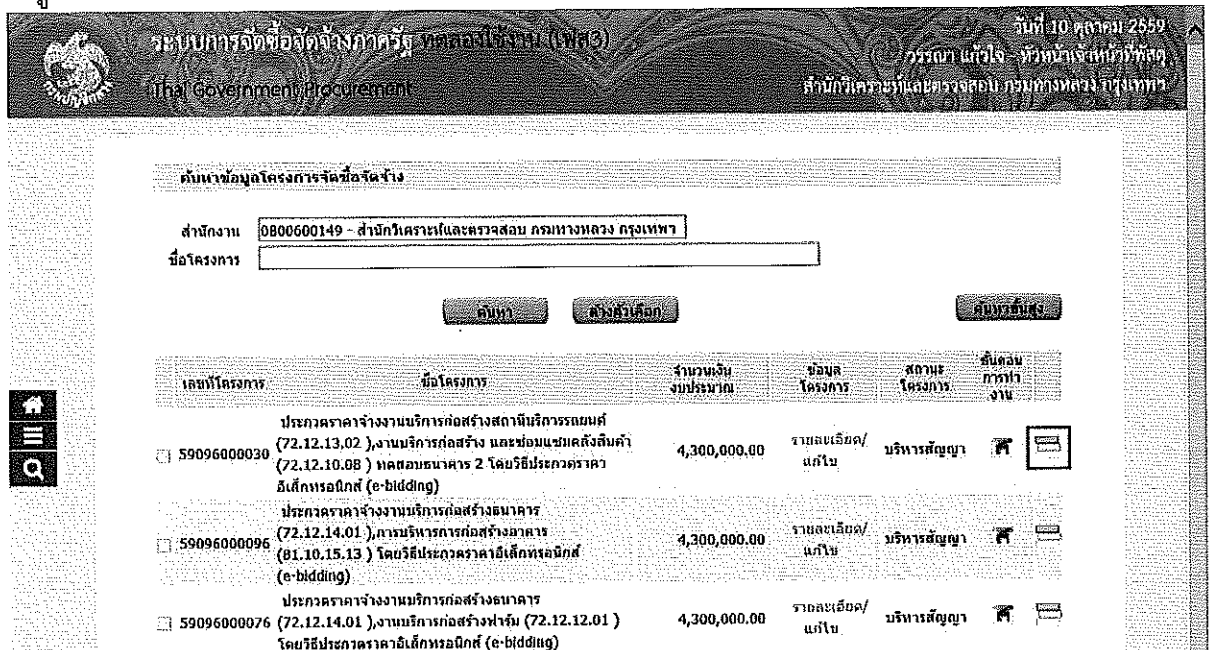 ระบบการจัดซื้อจัดจ้างภาครัฐ ทดลองใช้งาน (เฟส3)
Thai Government Procurement
วันที่ 10 ตุลาคม 2559
วรรณา แก้วใจ - หัวหน้าเจ้าหน้าที่พัสดุ
สำนักวิเคราะห์และตรวจสอบ กรมทางหลวง กรุงเทพฯ
ค้นหาข้อมูลโครงการจัดซื้อจัดจ้าง
สำนักงาน 0800600149 - สำนักวิเคราะห์และตรวจสอบ กรมทางหลวง กรุงเทพฯ
ชื่อโครงการ
ค้นหา ล้างตัวเลือก ค้นหาขั้นสูง
เลขที่โครงการ ชื่อโครงการ จำนวนเงิน ข้อมูล สถานะ ขั้นตอน
งบประมาณ โครงการ โครงการ การทำ
งาน
ประกวดราคาจ้างงานบริการก่อสร้างสถานีบริการรถยนต์
59096000030 (72.12.13.02 ),งานบริการก่อสร้าง และซ่อมแซมคลังสินค้า 4,300,000.00 รายละเอียด/ บริหารสัญญา
(72.12.10.08 ) ทดสอบธนาคาร 2 โดยวิธีประกวดราคา แก้ไข
อิเล็กทรอนิกส์ (e-bidding)
ประกวดราคาจ้างงานบริการก่อสร้างธนาคาร
59096000096 (72.12.14.01 ),การบริหารการก่อสร้างอาคาร 4,300,000.00 รายละเอียด/ บริหารสัญญา
(81.10.15.13 ) โดยวิธีประกวดราคาอิเล็กทรอนิกส์ แก้ไข
(e-bidding)
ประกวดราคาจ้างงานบริการก่อสร้างธนาคาร
59096000076 (72.12.14.01 ),งานบริการก่อสร้างฟาร์ม (72.12.12.01 ) 4,300,000.00 รายละเอียด/ บริหารสัญญา
โดยวิธีประกวดราคาอิเล็กทรอนิกส์ (e-bidding) แก้ไข